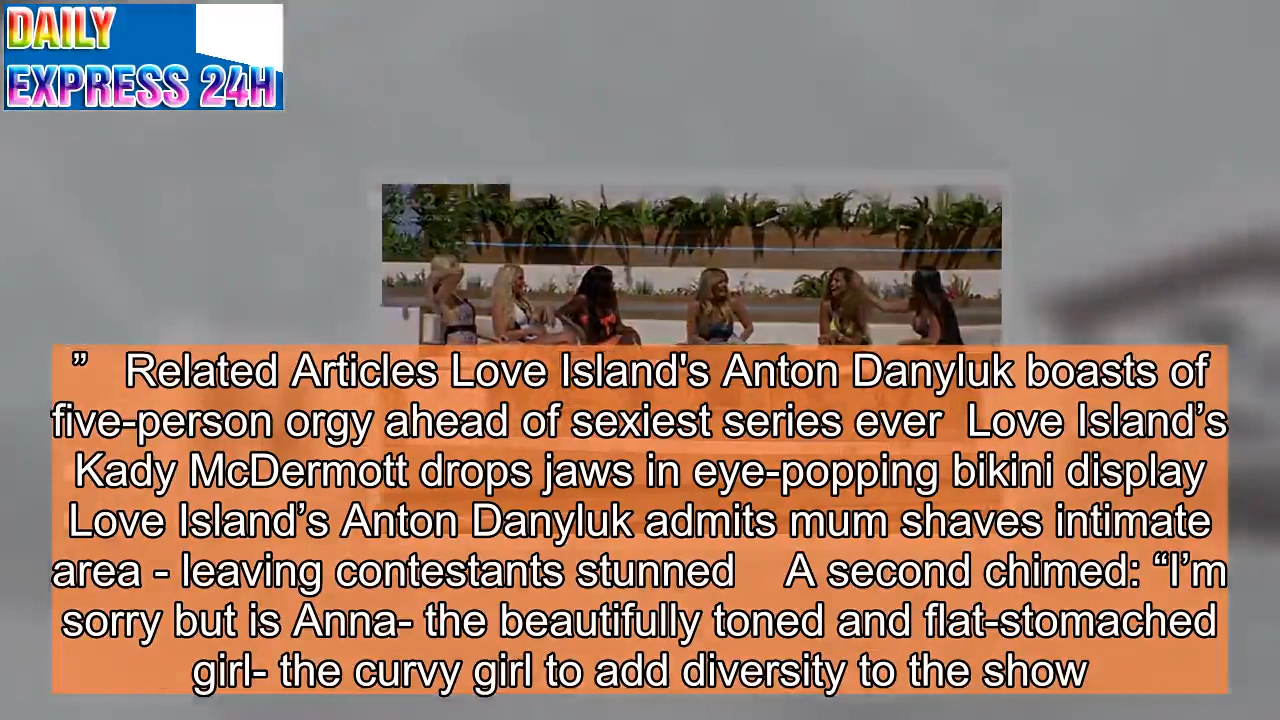 DAILY
EXPRESS 24H
” Related Articles Love Island's Anton Danyluk boasts of
five-person orgy ahead of sexiest series ever Love Island’s
Kady McDermott drops jaws in eye-popping bikini display
Love Island’s Anton Danyluk admits mum shaves intimate
area - leaving contestants stunned A second chimed: “I’m
sorry but is Anna- the beautifully toned and flat-stomached
girl- the curvy girl to add diversity to the show